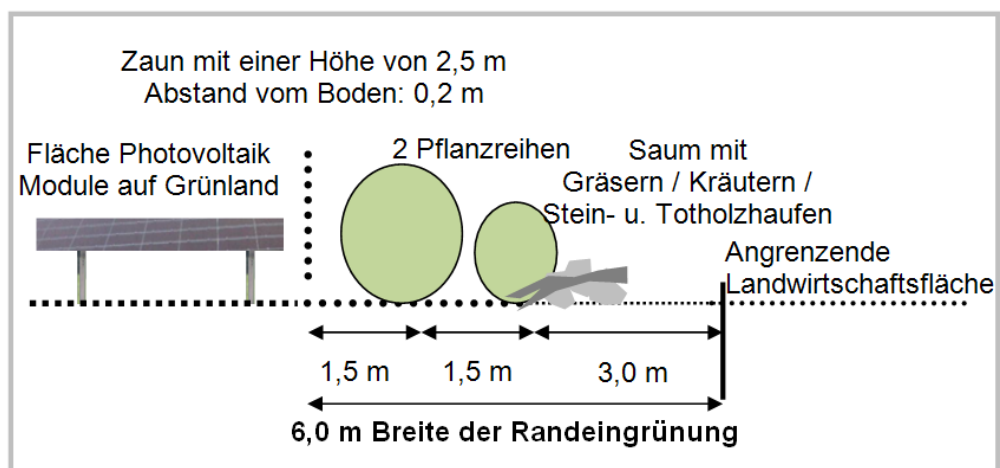 Zaun mit einer Höhe von 2,5 m
Abstand vom Boden: 0,2 m
Fläche Photovoltaik
Module auf Grünland
2 Pflanzreihen
Saum mit
Gräsern / Kräutern /
Stein- u. Totholzhaufen
Angrenzende
Landwirtschaftsfläche
1,5 m
1,5 m
3,0 m
6,0 m Breite der Randeingrünung